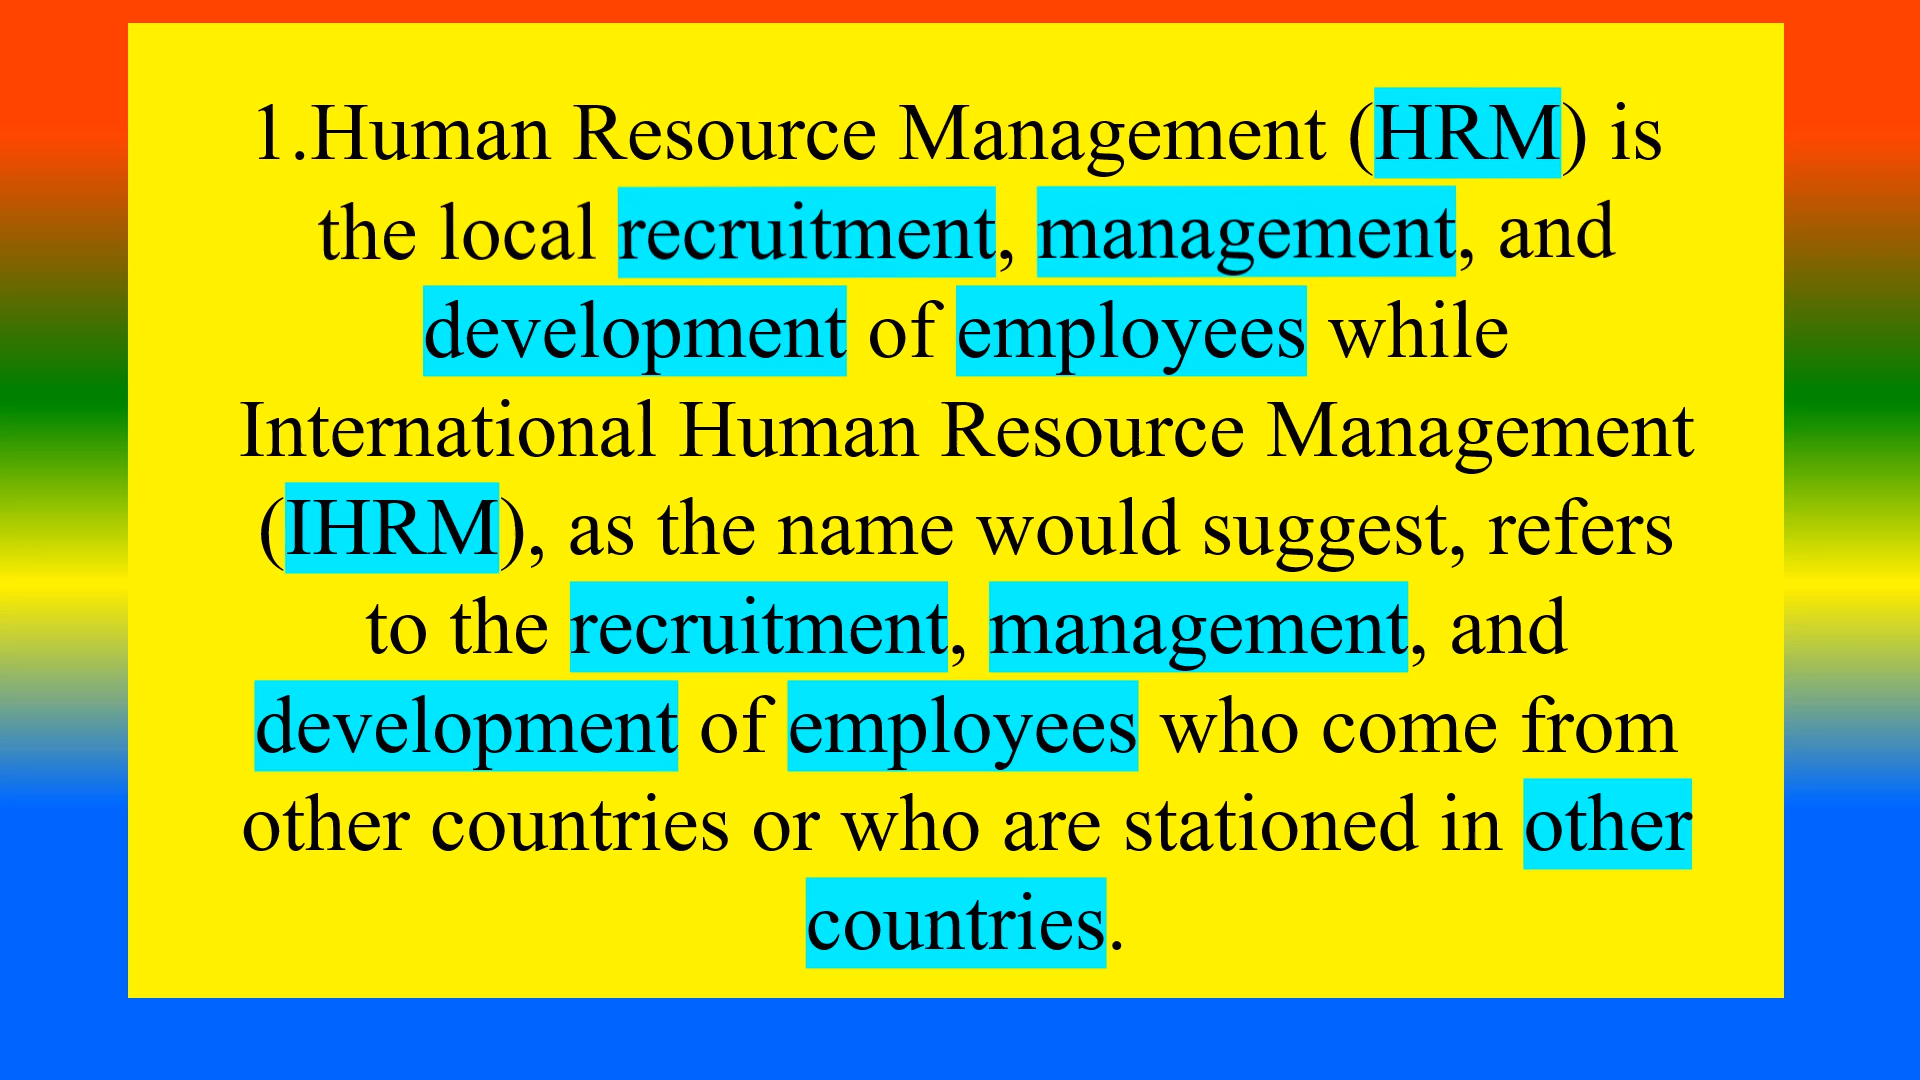 1.Human Resource Management (HRM) is
the local recruitment, management, and
development of employees while
International Human Resource Management
(IHRM), as the name would suggest, refers
to the recruitment, management, and
development of employees who come from
other countries or who are stationed in other
countries.